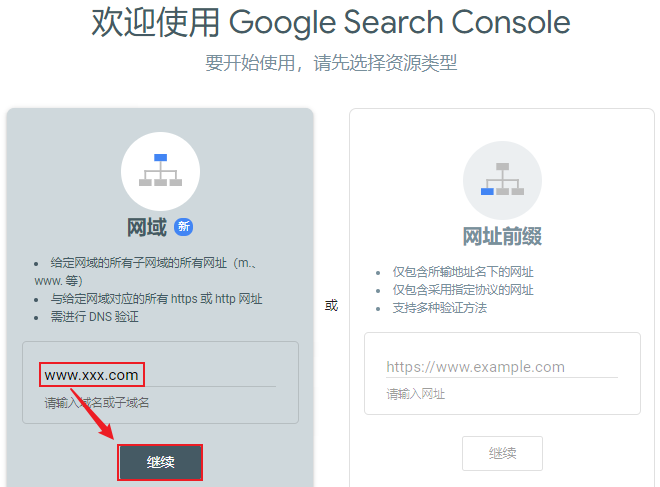 欢迎使用 Google Search Console
要开始使用，请先选择资源类型
网域 新
给定网域的所有子网域的所有网址（m.、
www. 等）
与给定网域对应的所有 https 或 http 网址
需进行 DNS 验证
www.xxx.com
请输入域名或子域名
继续
或
网址前缀
仅包含所输地址名下的网址
仅包含采用指定协议的网址
支持多种验证方法
https://www.example.com
请输入网址
继续